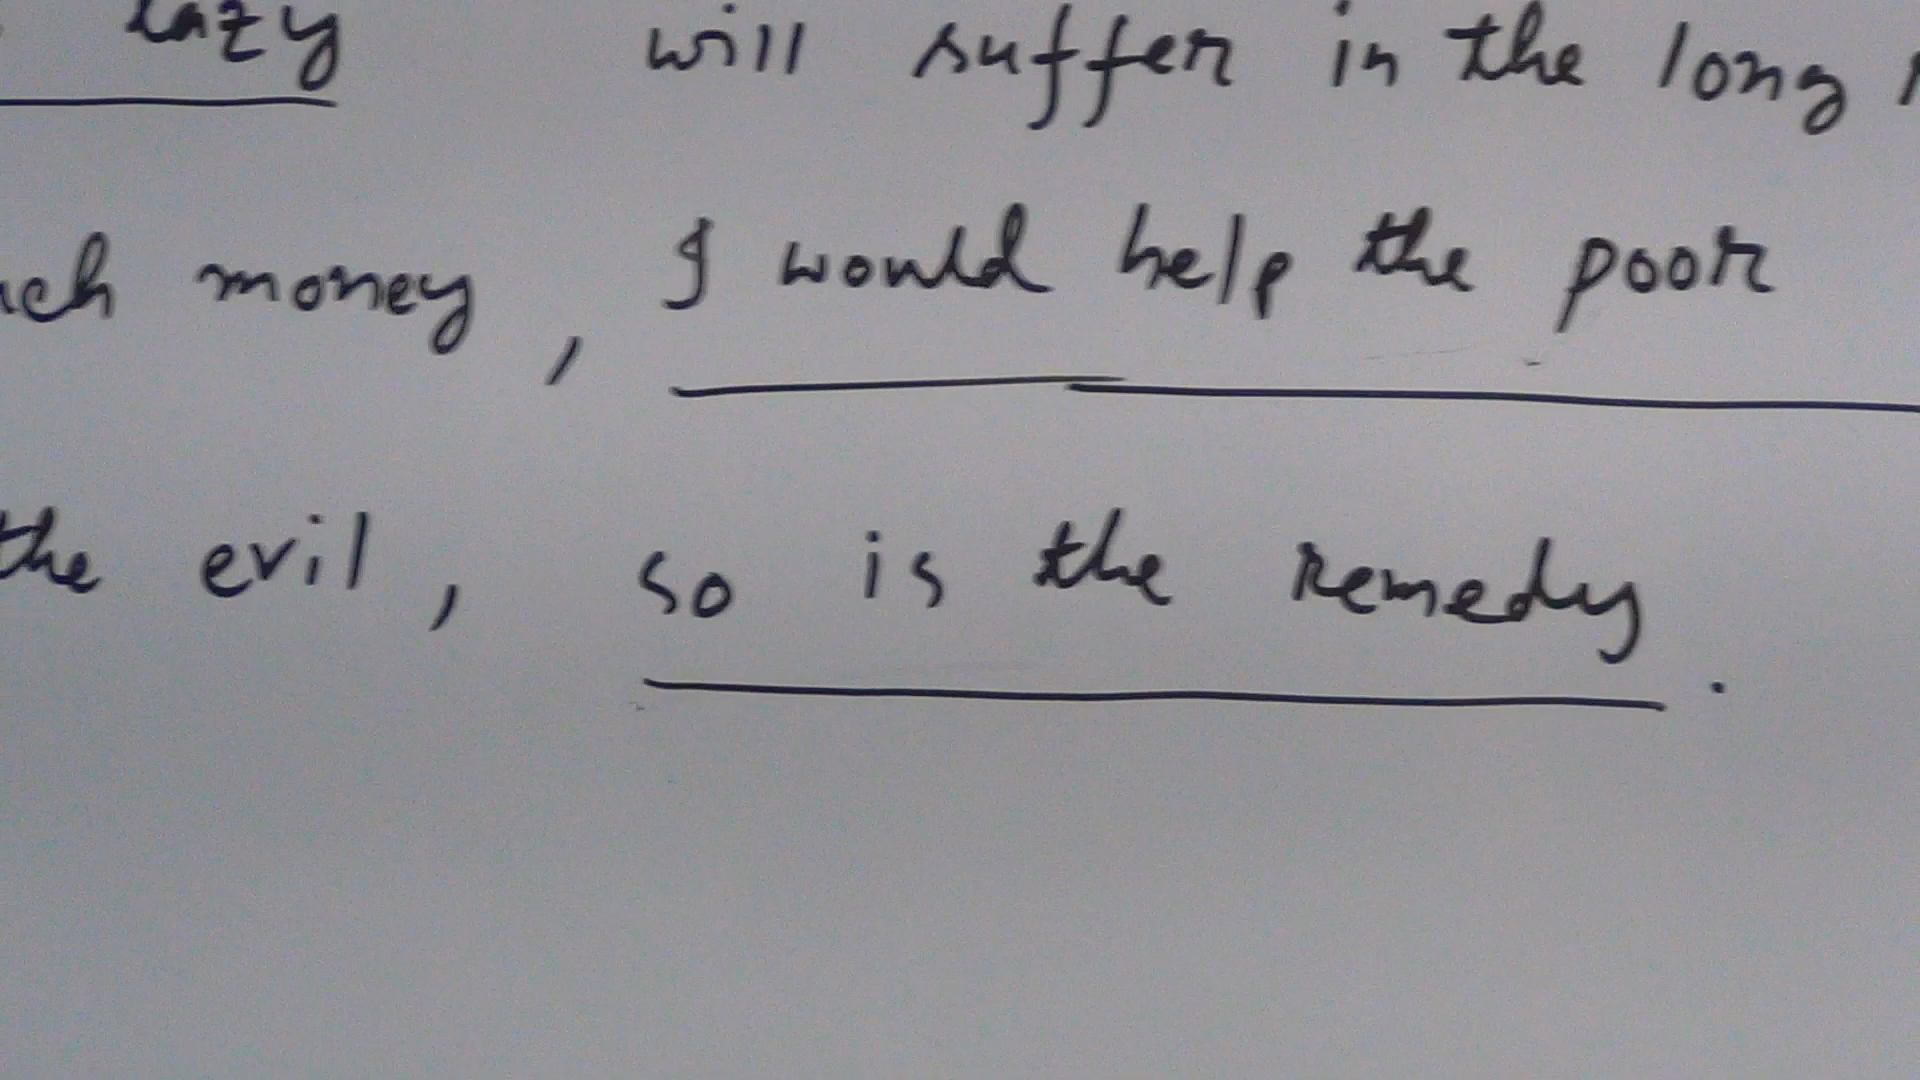 lazy will suffer in the long
money, I would help the poor
the evil, so is the remedy.